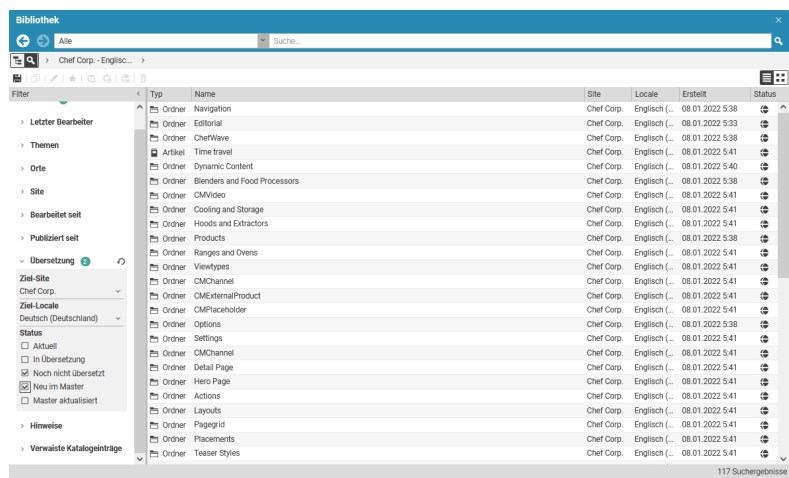 Bibliothek
Alle Suche...
Chef Corp. - Englisc...
Filter Typ Name Site Locale Erstellt Status
Ordner Navigation Chef Corp. Englisch (... 08.01.2022 5:38
Letzter Bearbeiter
Ordner Editorial Chef Corp. Englisch (... 08.01.2022 5:33
Ordner ChefWave Chef Corp. Englisch (... 08.01.2022 5:38
Themen
Artikel Time travel Chef Corp. Englisch (... 08.01.2022 5:41
Orte
Ordner Dynamic Content Chef Corp. Englisch (... 08.01.2022 5:40
Ordner Blenders and Food Processors Chef Corp. Englisch (... 08.01.2022 5:38
Site
Ordner CMVideo Chef Corp. Englisch (... 08.01.2022 5:41
Ordner Cooling and Storage Chef Corp. Englisch (... 08.01.2022 5:41
Bearbeitet seit
Ordner Hoods and Extractors Chef Corp. Englisch (... 08.01.2022 5:41
Publiziert seit
Ordner Products Chef Corp. Englisch (... 08.01.2022 5:38
Ordner Ranges and Ovens Chef Corp. Englisch (... 08.01.2022 5:41
Übersetzung 2
Ordner Viewtypes Chef Corp. Englisch (... 08.01.2022 5:41
Ziel-Site
Ordner CMChannel Chef Corp. Englisch (... 08.01.2022 5:41
Chef Corp.
Ordner CMExternalProduct Chef Corp. Englisch (... 08.01.2022 5:41
Ziel-Locale
Ordner CMPlaceholder Chef Corp. Englisch (... 08.01.2022 5:41
Deutsch (Deutschland)
Ordner Options Chef Corp. Englisch (... 08.01.2022 5:38
Status
Ordner Settings Chef Corp. Englisch (... 08.01.2022 5:41
Aktuell
Ordner CMChannel Chef Corp. Englisch (... 08.01.2022 5:41
In Übersetzung
Ordner Detail Page Chef Corp. Englisch (... 08.01.2022 5:41
Noch nicht übersetzt
Ordner Hero Page Chef Corp. Englisch (... 08.01.2022 5:41
Neu im Master
Ordner Actions Chef Corp. Englisch (... 08.01.2022 5:41
Master aktualisiert
Ordner Layouts Chef Corp. Englisch (... 08.01.2022 5:41
Hinweise
Ordner Pagegrid Chef Corp. Englisch (... 08.01.2022 5:41
Ordner Placements Chef Corp. Englisch (... 08.01.2022 5:41
Verwaiste Katalogeinträge
Ordner Teaser Styles Chef Corp. Englisch (... 08.01.2022 5:41
117 Suchergebnisse